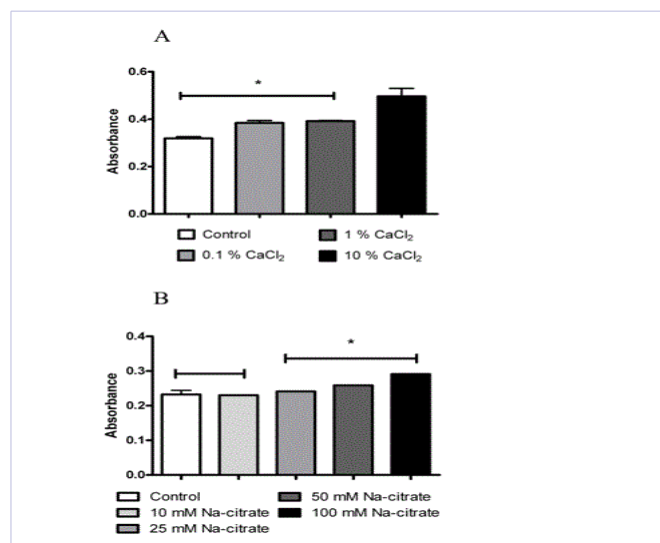 A
*
Absorbance
0.6
0.4
0.2
0.0
Control
1 % CaCl₂
0.1 % CaCl₂
10 % CaCl₂
B
*
Absorbance
0.4
0.3
0.2
0.1
0.0
Control
50 mM Na-citrate
10 mM Na-citrate
100 mM Na-citrate
25 mM Na-citrate